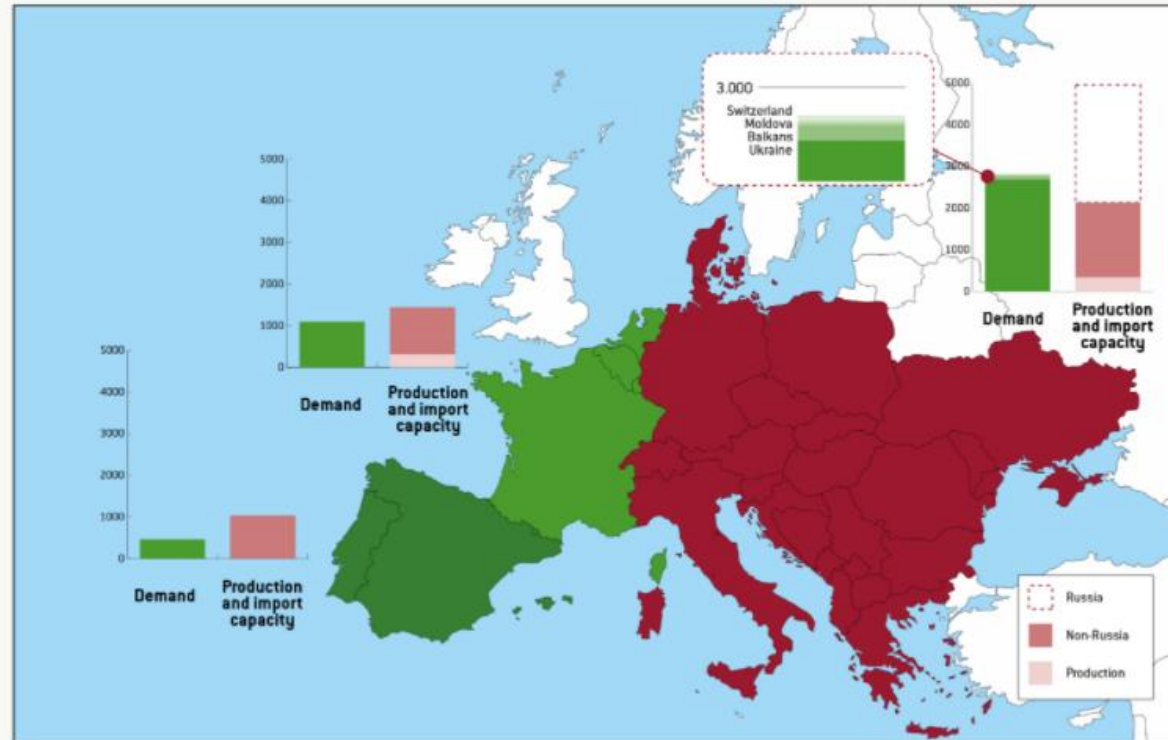 3.000
Switzerland
Moldova
Balkans
Ukraine
5000
4000
3000
2000
1000
0
Demand
Production
and import
capacity
5000
4000
3000
2000
1000
0
Demand
Production
and import
capacity
5000
4000
3000
2000
1000
0
Demand
Production
and import
capacity
Russia
Non-Russia
Production